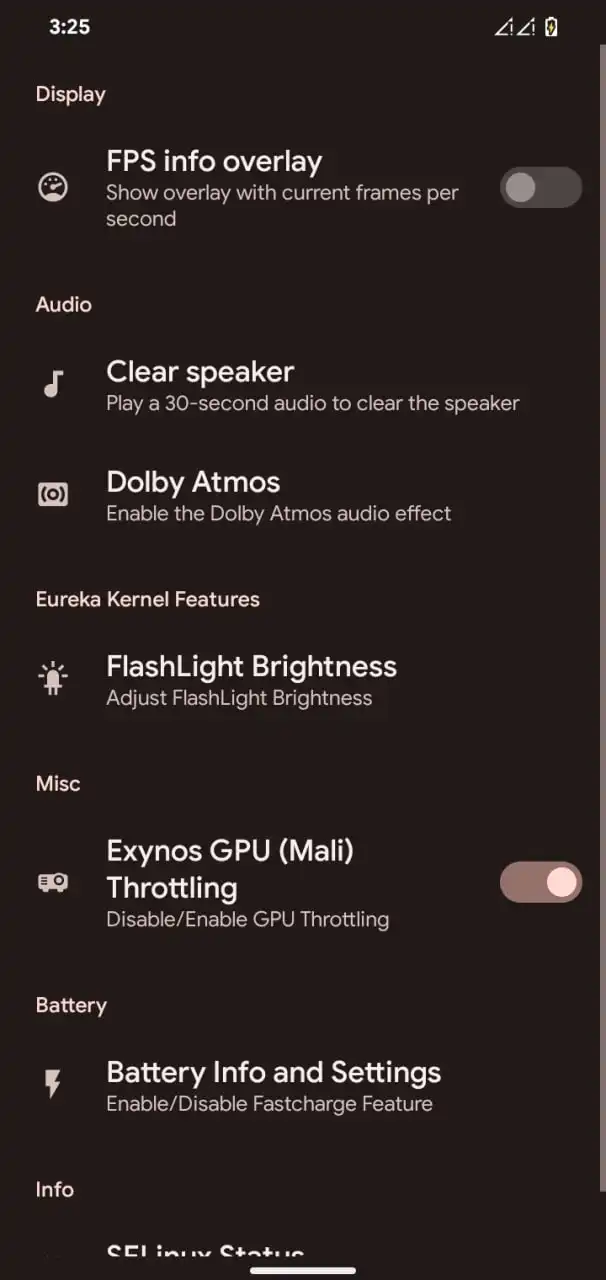 3:25
Display
FPS info overlay
Show overlay with current frames per
second
Audio
Clear speaker
Play a 30-second audio to clear the speaker
Dolby Atmos
Enable the Dolby Atmos audio effect
Eureka Kernel Features
FlashLight Brightness
Adjust FlashLight Brightness
Misc
Exynos GPU (Mali)
Throttling
Disable/Enable GPU Throttling
Battery
Battery Info and Settings
Enable/Disable Fastcharge Feature
Info
SELinux Status